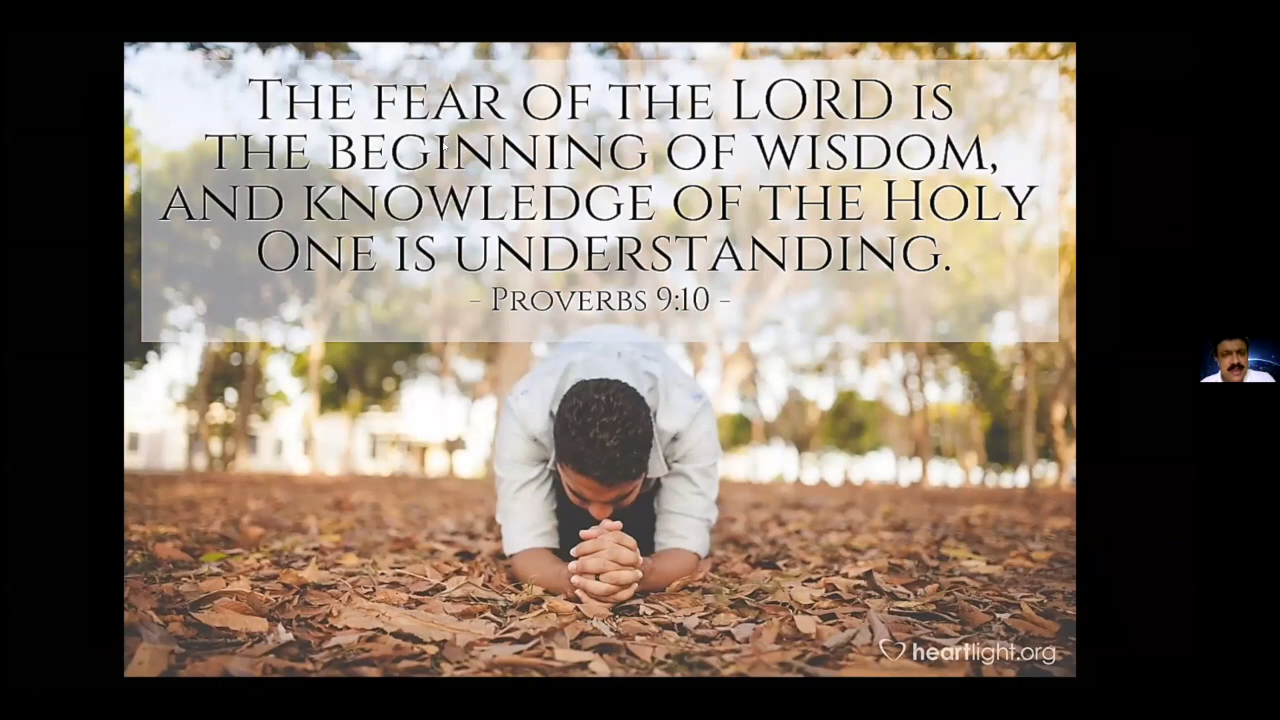 The fear of the LORD is
the beginning of wisdom,
and knowledge of the Holy
One is understanding.
- Proverbs 9:10 -
heartlight.org